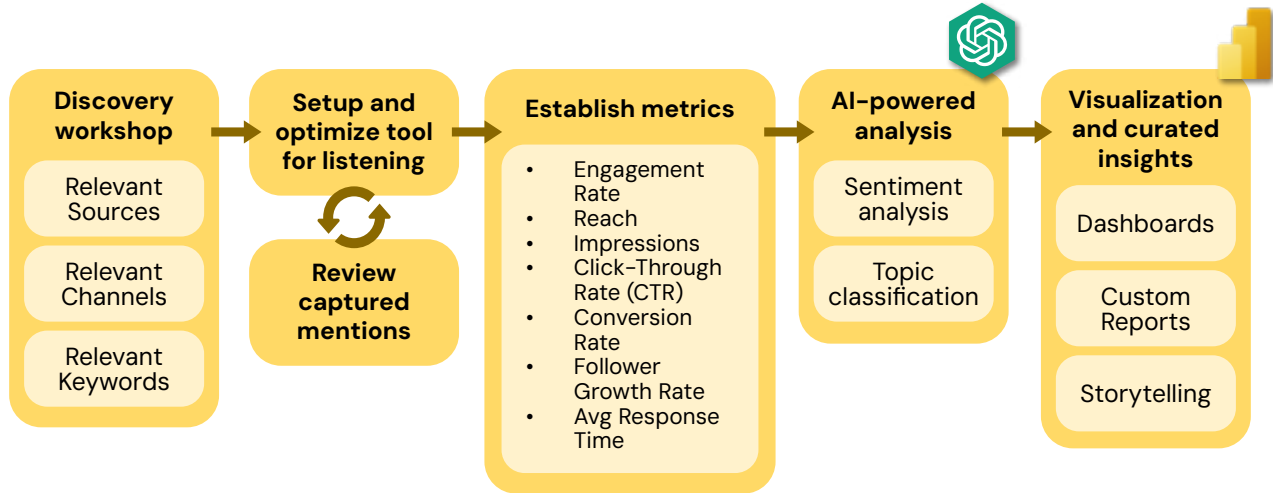 Discovery
workshop
Relevant
Sources
Relevant
Channels
Relevant
Keywords
Setup and
optimize tool
for listening
Review
captured
mentions
Establish metrics
• Engagement
Rate
• Reach
• Impressions
• Click-Through
Rate (CTR)
• Conversion
Rate
• Follower
Growth Rate
• Avg Response
Time
AI-powered
analysis
Sentiment
analysis
Topic
classification
Visualization
and curated
insights
Dashboards
Custom
Reports
Storytelling